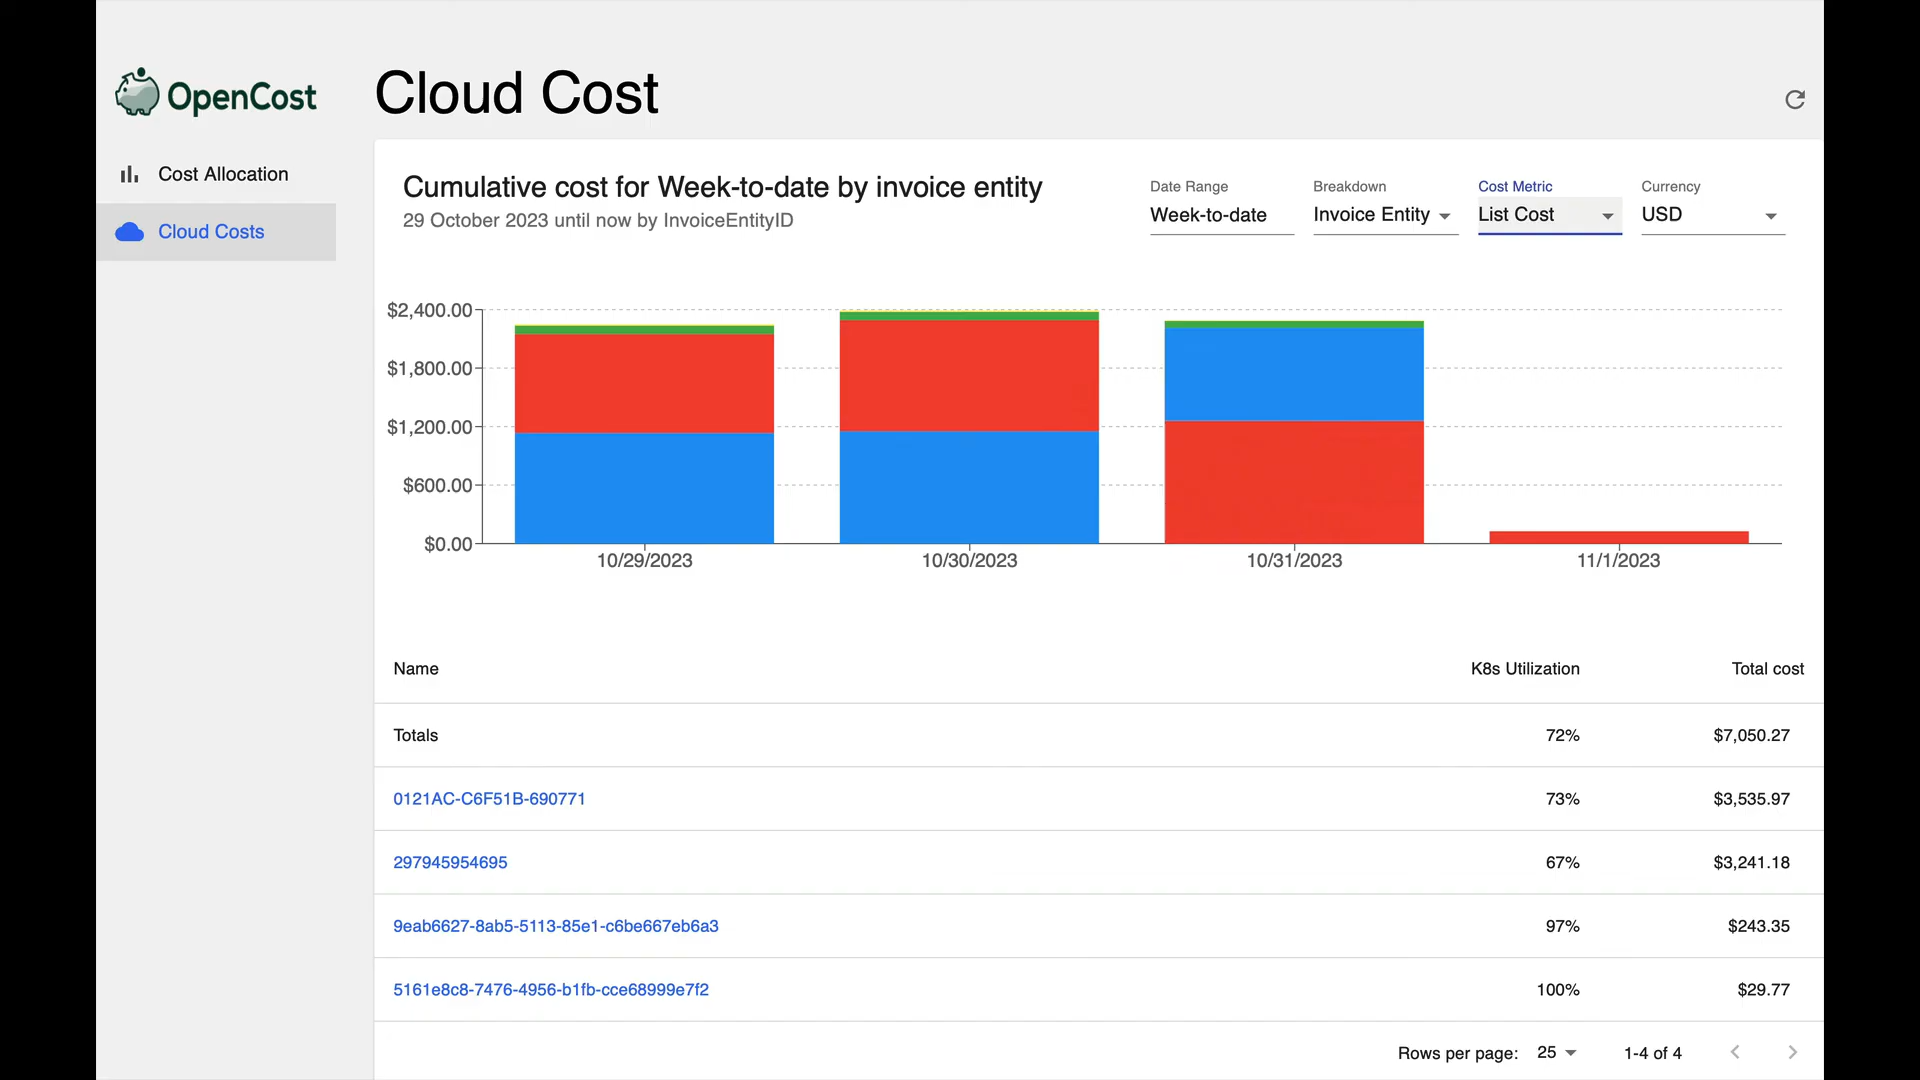 OpenCost
Cloud Cost
Cost Allocation
Cloud Costs
Cumulative cost for Week-to-date by invoice entity
29 October 2023 until now by InvoiceEntityID
Date Range Breakdown Cost Metric Currency
Week-to-date Invoice Entity List Cost USD
$2,400.00
$1,800.00
$1,200.00
$600.00
$0.00
10/29/2023 10/30/2023 10/31/2023 11/1/2023
Name K8s Utilization Total cost
Totals 72% $7,050.27
0121AC-C6F51B-690771 73% $3,535.97
297945954695 67% $3,241.18
9eab6627-8ab5-5113-85e1-c6be667eb6a3 97% $243.35
5161e8c8-7476-4956-b1fb-cce68999e7f2 100% $29.77
Rows per page: 25 1-4 of 4